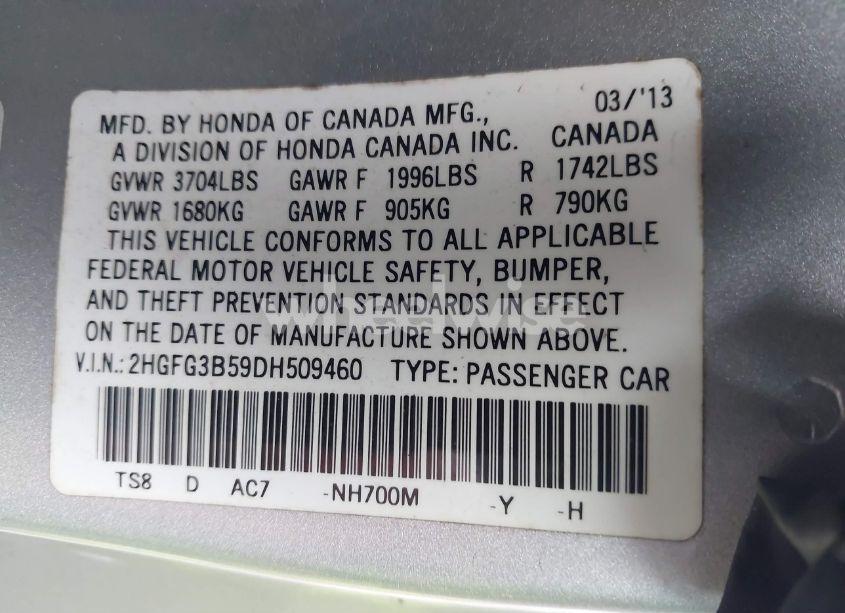 03/'13
MFD. BY HONDA OF CANADA MFG., CANADA
A DIVISION OF HONDA CANADA INC.
GVWR 3704LBS GAWR F 1996LBS R 1742LBS
GVWR 1680KG GAWR F 905KG R 790KG
THIS VEHICLE CONFORMS TO ALL APPLICABLE
FEDERAL MOTOR VEHICLE SAFETY, BUMPER,
AND THEFT PREVENTION STANDARDS IN EFFECT
ON THE DATE OF MANUFACTURE SHOWN ABOVE.
V.I.N.: 2HGFG3B59DH509460 TYPE: PASSENGER CAR
TS8 D AC7 -NH700M -Y -H